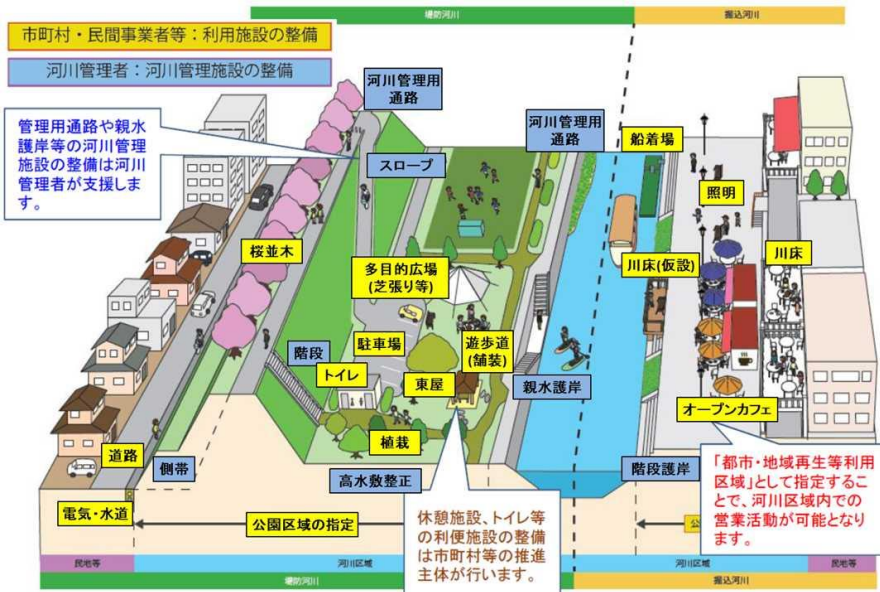 堤防河川
掘込河川
市町村・民間事業者等：利用施設の整備
河川管理者：河川管理施設の整備
管理用通路や親水
護岸等の河川管理
施設の整備は河川
管理者が支援します。
河川管理用
通路
スロープ
河川管理用
通路
船着場
照明
桜並木
多目的広場
(芝張り等)
川床(仮設)
川床
階段
駐車場
遊歩道
(舗装)
トイレ
東屋
親水護岸
オープンカフェ
植栽
道路
側帯
高水敷整正
階段護岸
電気・水道
公園区域の指定
休憩施設、トイレ等
の利便施設の整備
は市町村等の推進
主体が行います。
「都市・地域再生等利用
区域」として指定するこ
とで、河川区域内での
営業活動が可能となり
ます。
公
民地等
河川区域
河川区域
民地等
堤防河川
掘込河川